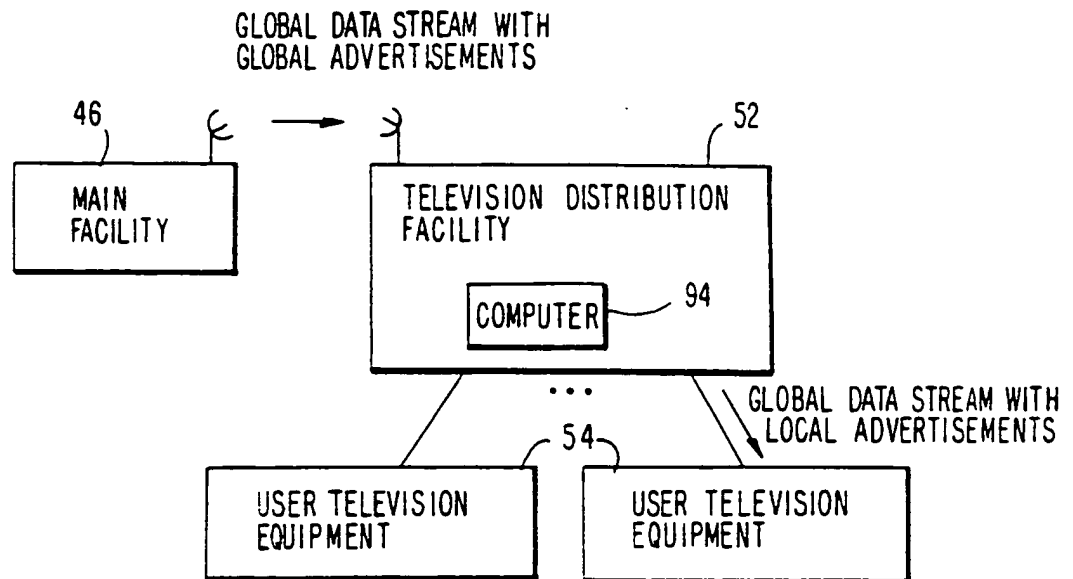 GLOBAL DATA STREAM WITH
GLOBAL ADVERTISEMENTS
46
52
MAIN
FACILITY
TELEVISION DISTRIBUTION
FACILITY
COMPUTER
94
...
GLOBAL DATA STREAM WITH
LOCAL ADVERTISEMENTS
54
USER TELEVISION
EQUIPMENT
USER TELEVISION
EQUIPMENT